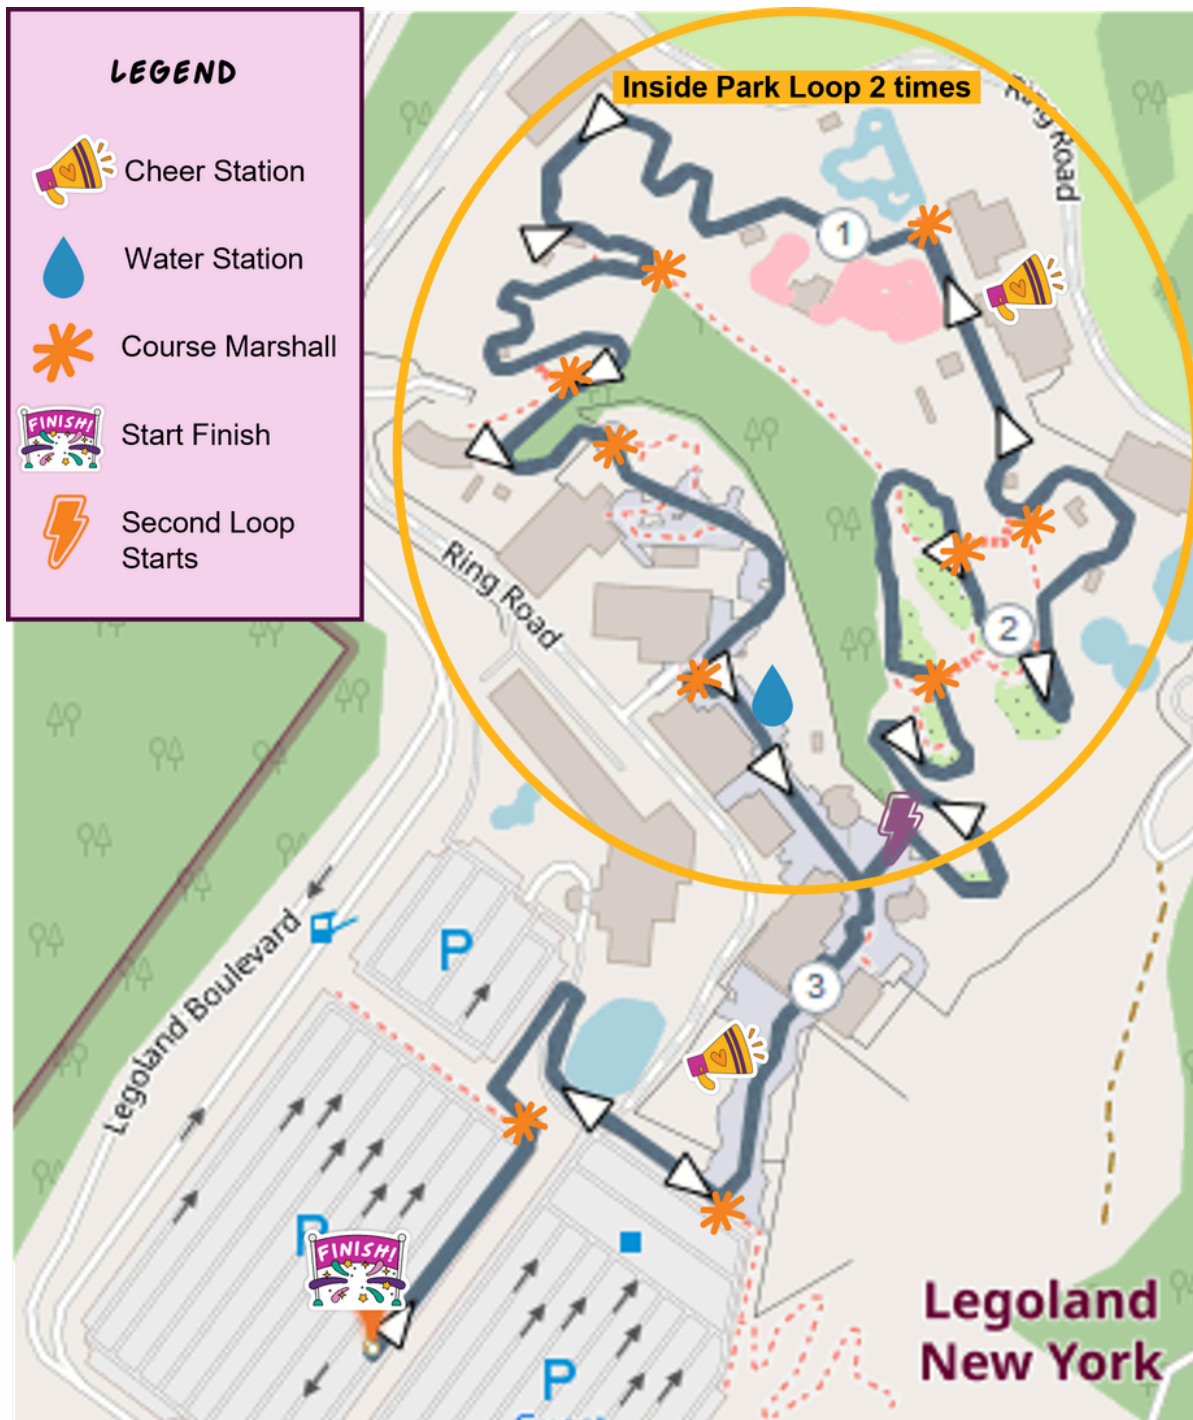 LEGEND
Cheer Station
Water Station
Course Marshall
FINISH!
Start Finish
Second Loop
Starts
Inside Park Loop 2 times
Ring Road
1
2
Ring Road
3
P
Legoland Boulevard
P
FINISH!
P
Legoland
New York